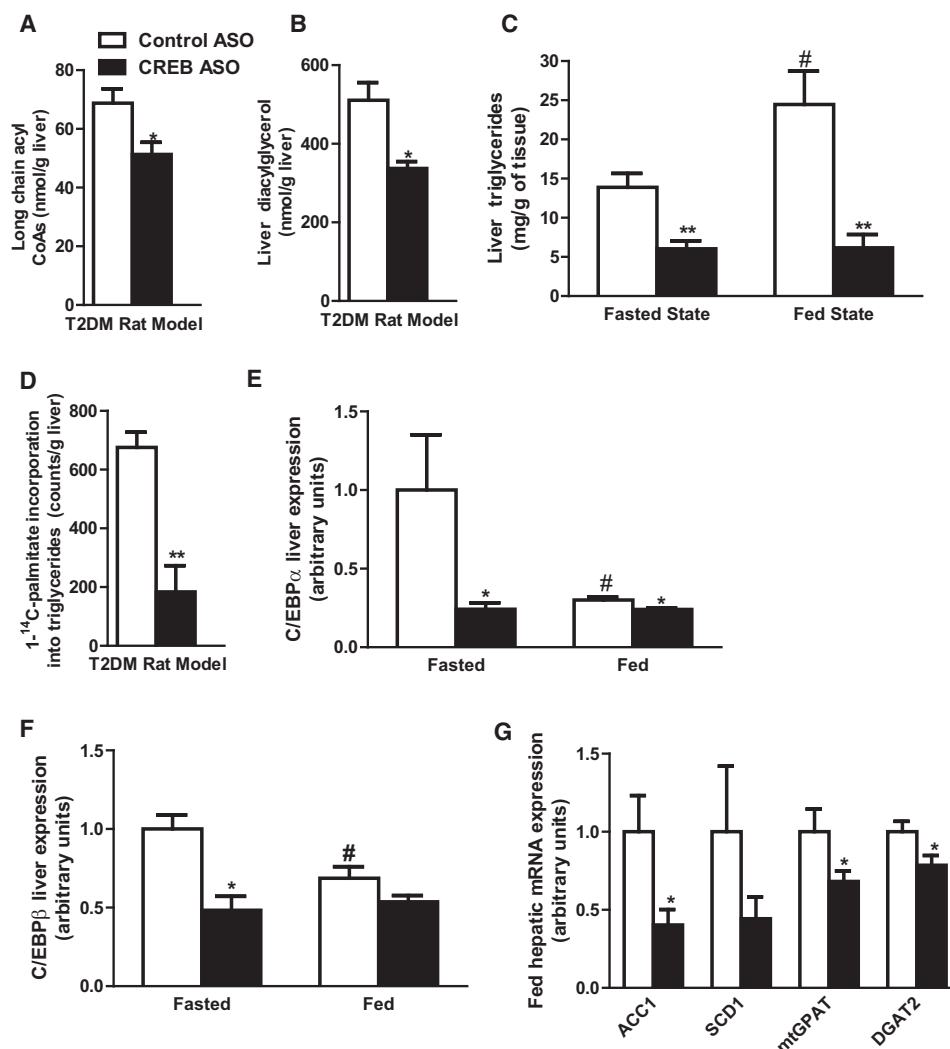 A
Control ASO
CREB ASO
Long chain acyl
CoAs (nmol/g liver)
80
60
40
20
0
*
T2DM Rat Model
B
Liver diacylglycerol
(nmol/g liver)
600
400
200
0
*
T2DM Rat Model
C
Liver triglycerides
(mg/g of tissue)
30
25
20
15
10
5
0
**
#
**
Fasted State
Fed State
D
1-¹⁴C-palmitate incorporation
into triglycerides (counts/g liver)
800
600
400
200
0
**
T2DM Rat Model
E
C/EBPα liver expression
(arbitrary units)
1.5
1.0
0.5
0.0
*
#
*
Fasted
Fed
F
C/EBPβ liver expression
(arbitrary units)
1.5
1.0
0.5
0.0
*
#
Fasted
Fed
G
Fed hepatic mRNA expression
(arbitrary units)
1.5
1.0
0.5
0.0
*
*
*
ACC1
SCD1
mtGPAT
DGAT2